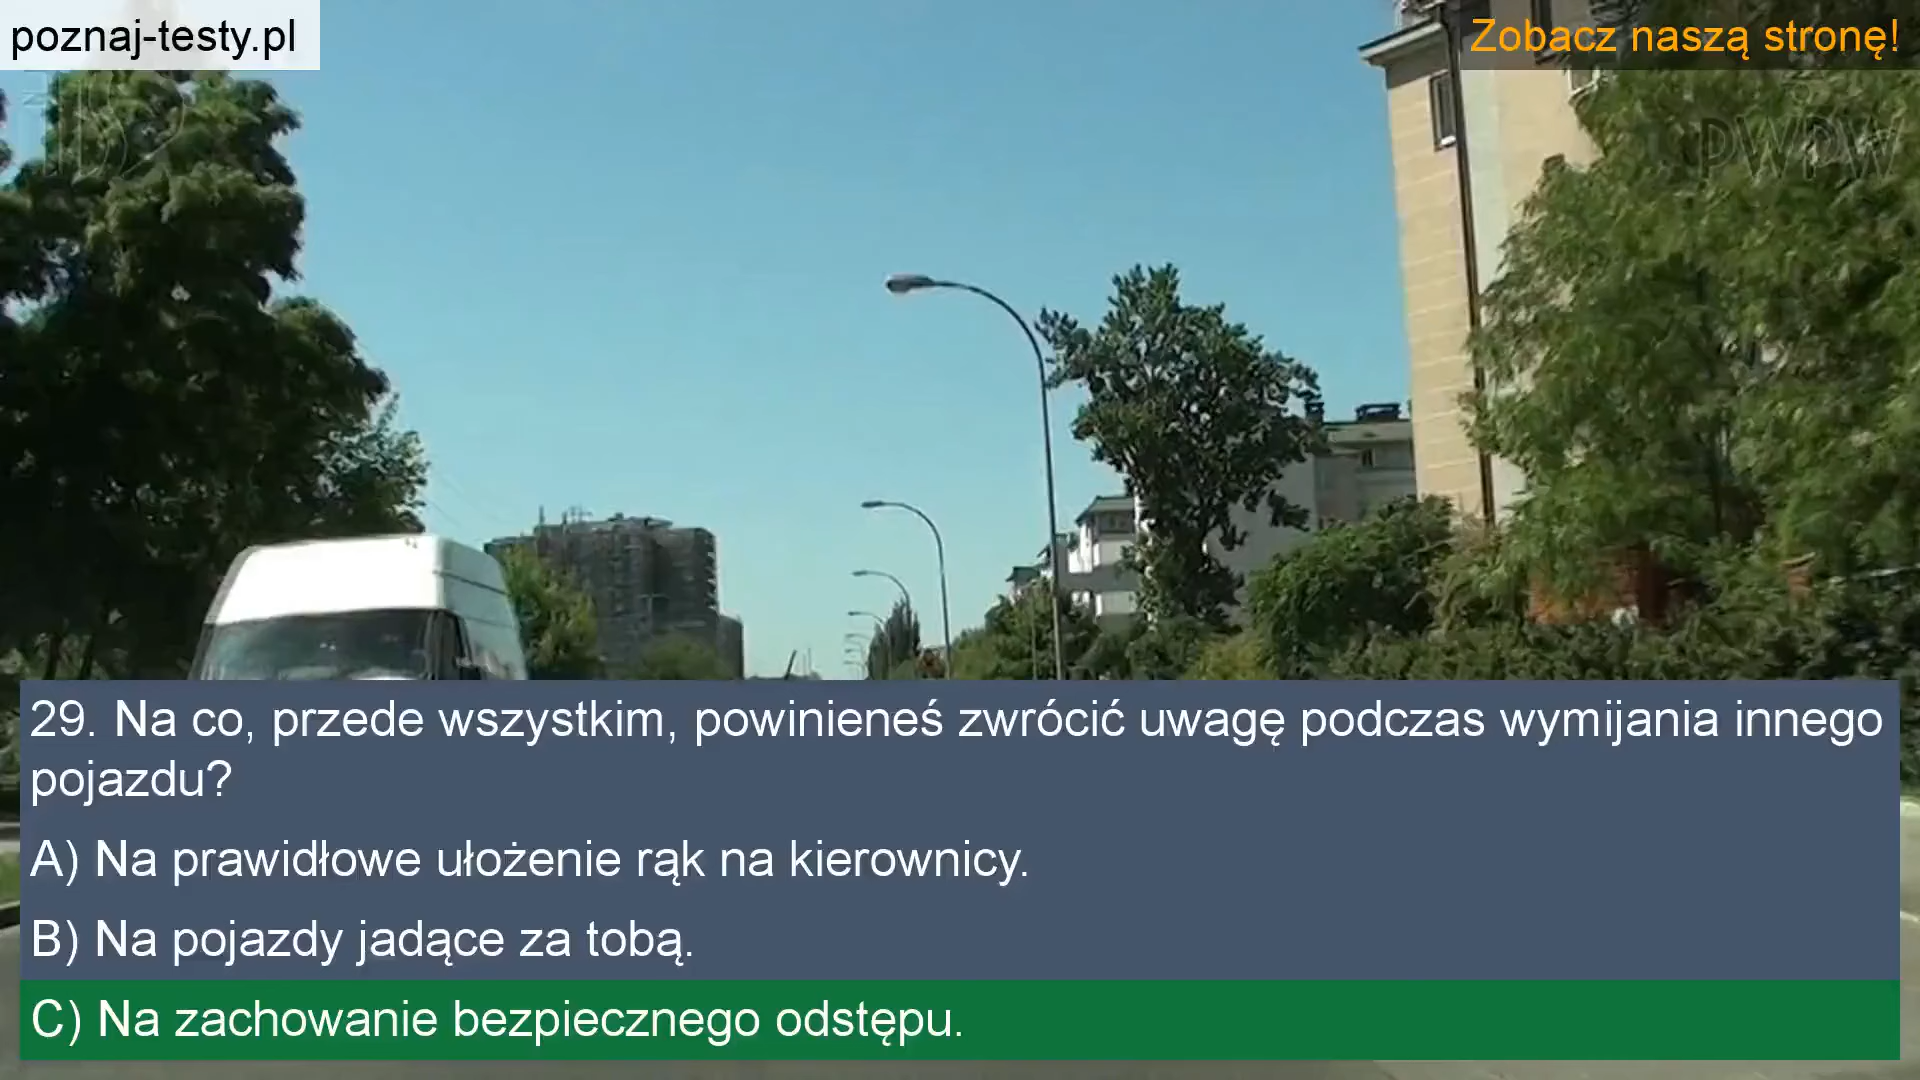 poznaj-testy.pl
Zobacz naszą stronę!
PWPW
29. Na co, przede wszystkim, powinieneś zwrócić uwagę podczas wymijania innego
pojazdu?
A) Na prawidłowe ułożenie rąk na kierownicy.
B) Na pojazdy jadące za tobą.
C) Na zachowanie bezpiecznego odstępu.